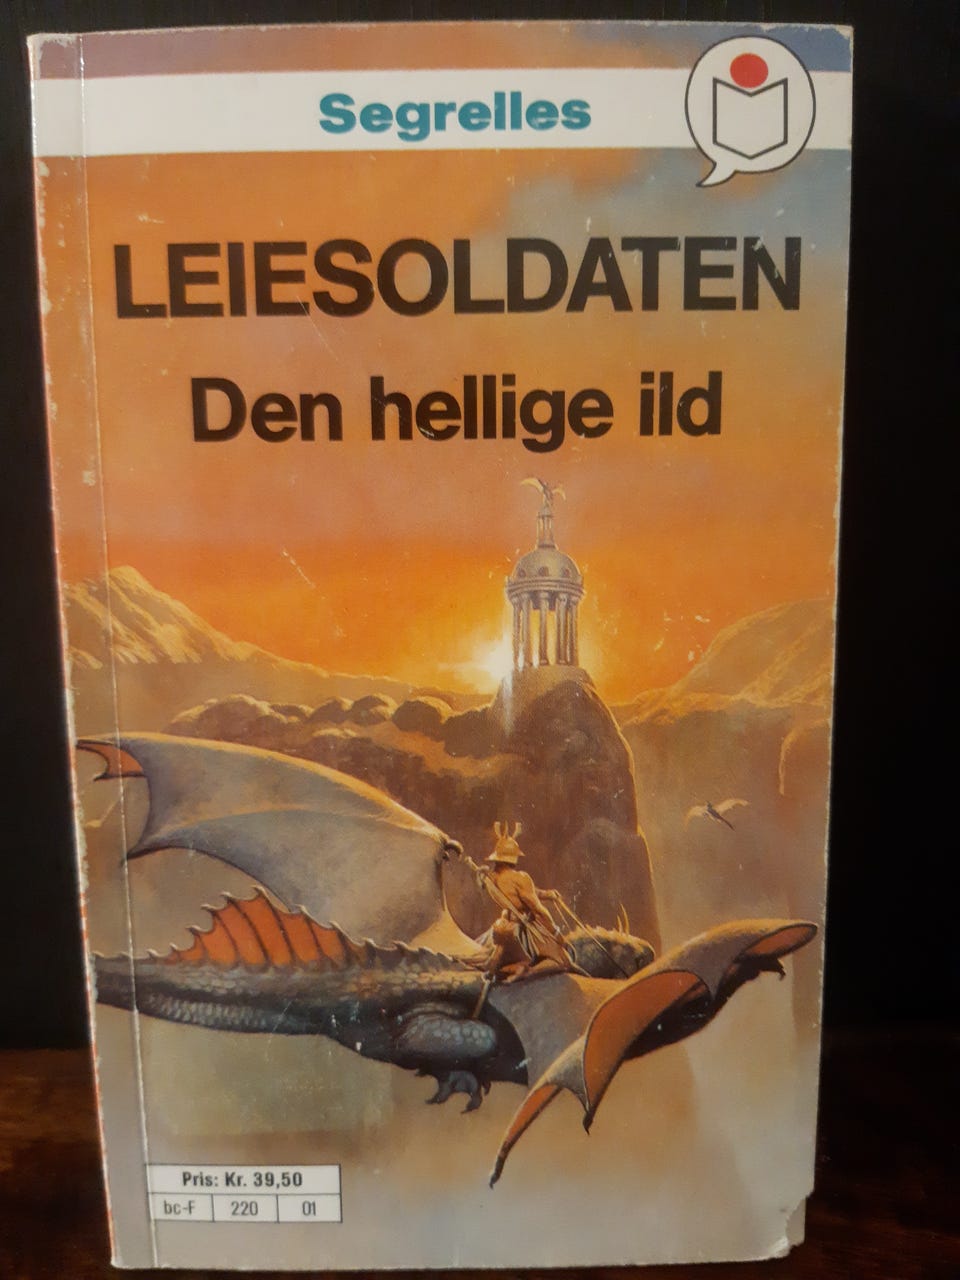 Segrelles
LEIESOLDATEN
Den hellige ild
Pris: Kr. 39,50
bc-F 220 01